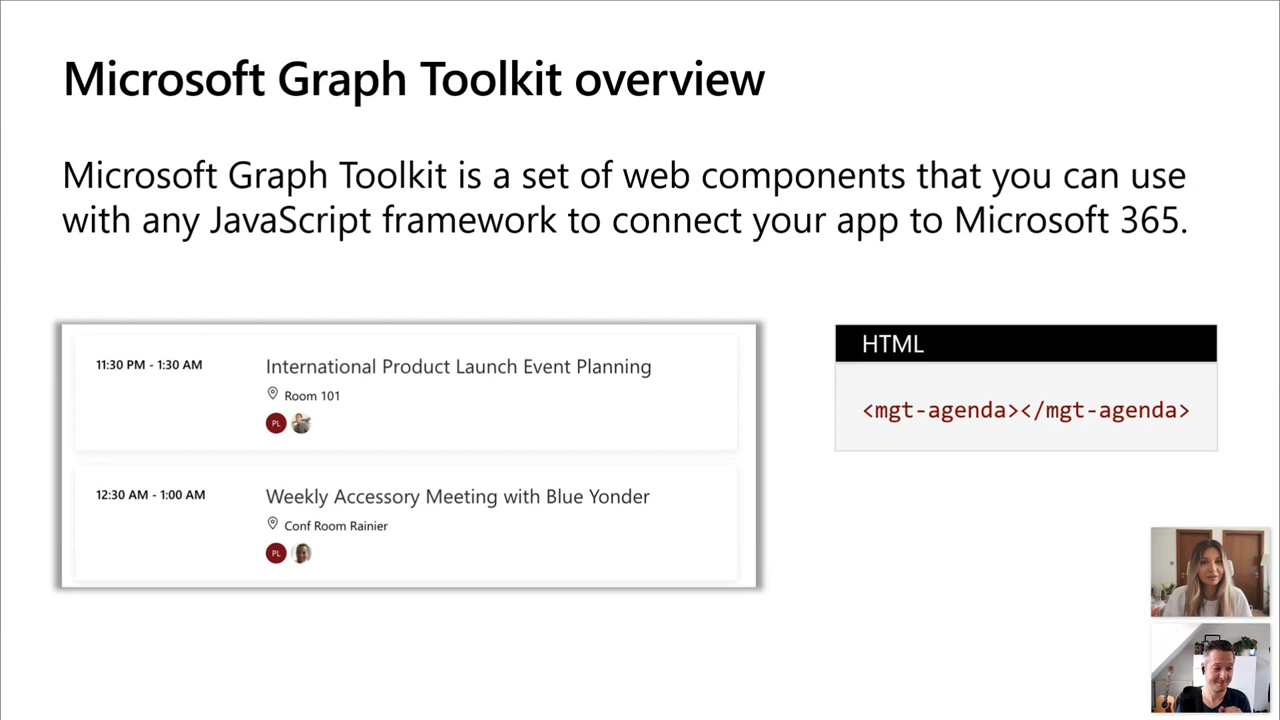 Microsoft Graph Toolkit overview
Microsoft Graph Toolkit is a set of web components that you can use
with any JavaScript framework to connect your app to Microsoft 365.
11:30 PM - 1:30 AM
International Product Launch Event Planning
Room 101
PL
12:30 AM - 1:00 AM
Weekly Accessory Meeting with Blue Yonder
Conf Room Rainier
PL
HTML
<mgt-agenda></mgt-agenda>